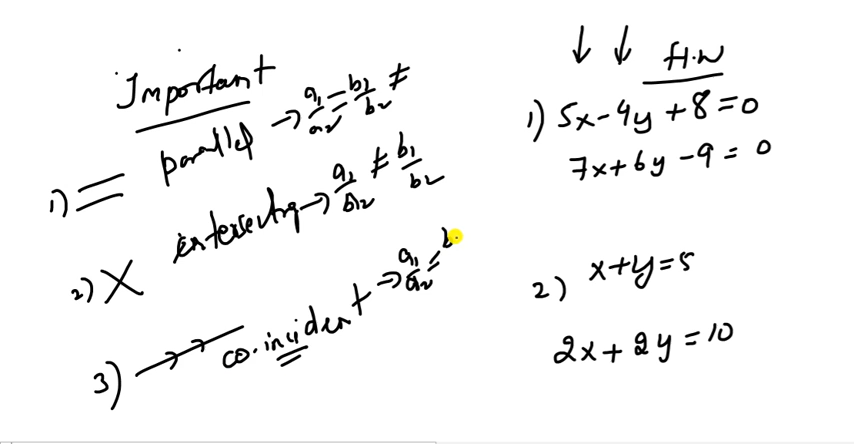 Important
1) parallel → a1/a2 = b1/b2 ≠
2) intersecting → a1/a2 ≠ b1/b2
3) co.incident → a1/a2 = b
H.W
1) 5x-4y+8=0
7x+6y-9=0
2) x+y=5
2x+2y=10